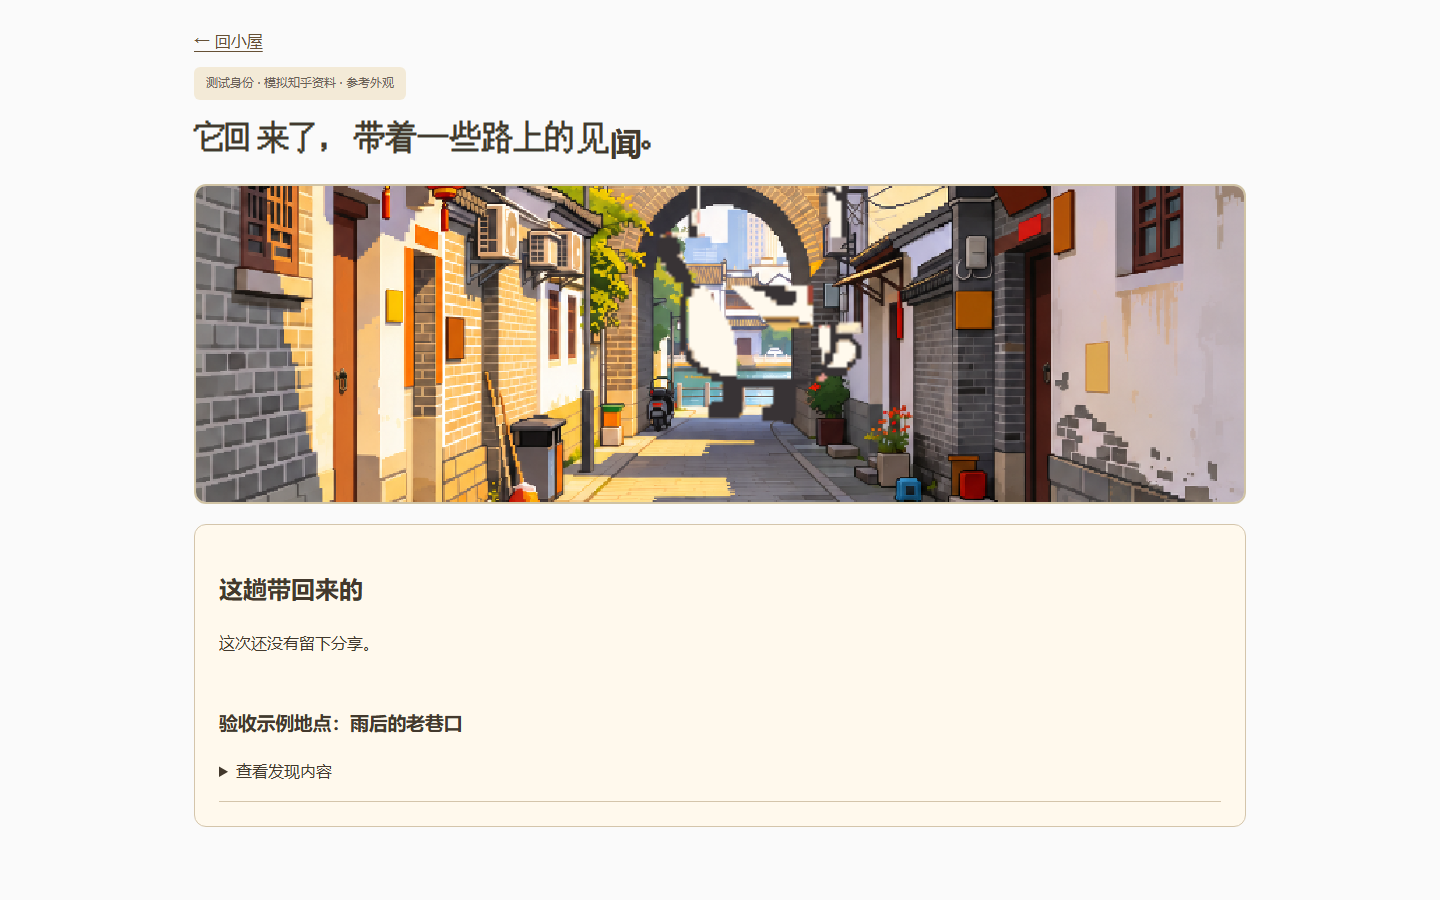 ← 回小屋
测试身份 · 模拟知乎资料 · 参考外观
它回来了，带着一些路上的见闻。
这趟带回来的
这次还没有留下分享。
验收示例地点：雨后的老巷口
▶ 查看发现内容